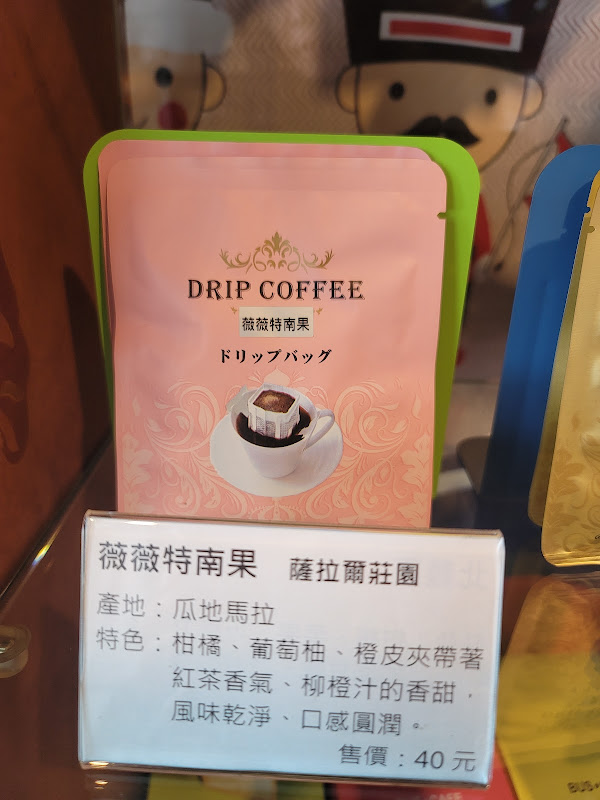 DRIP COFFEE
薇薇特南果
ドリップバッグ
薇薇特南果 薩拉爾莊園
產地：瓜地馬拉
特色：柑橘、葡萄柚、橙皮夾帶著
紅茶香氣、柳橙汁的香甜，
風味乾淨、口感圓潤。
售價：40 元